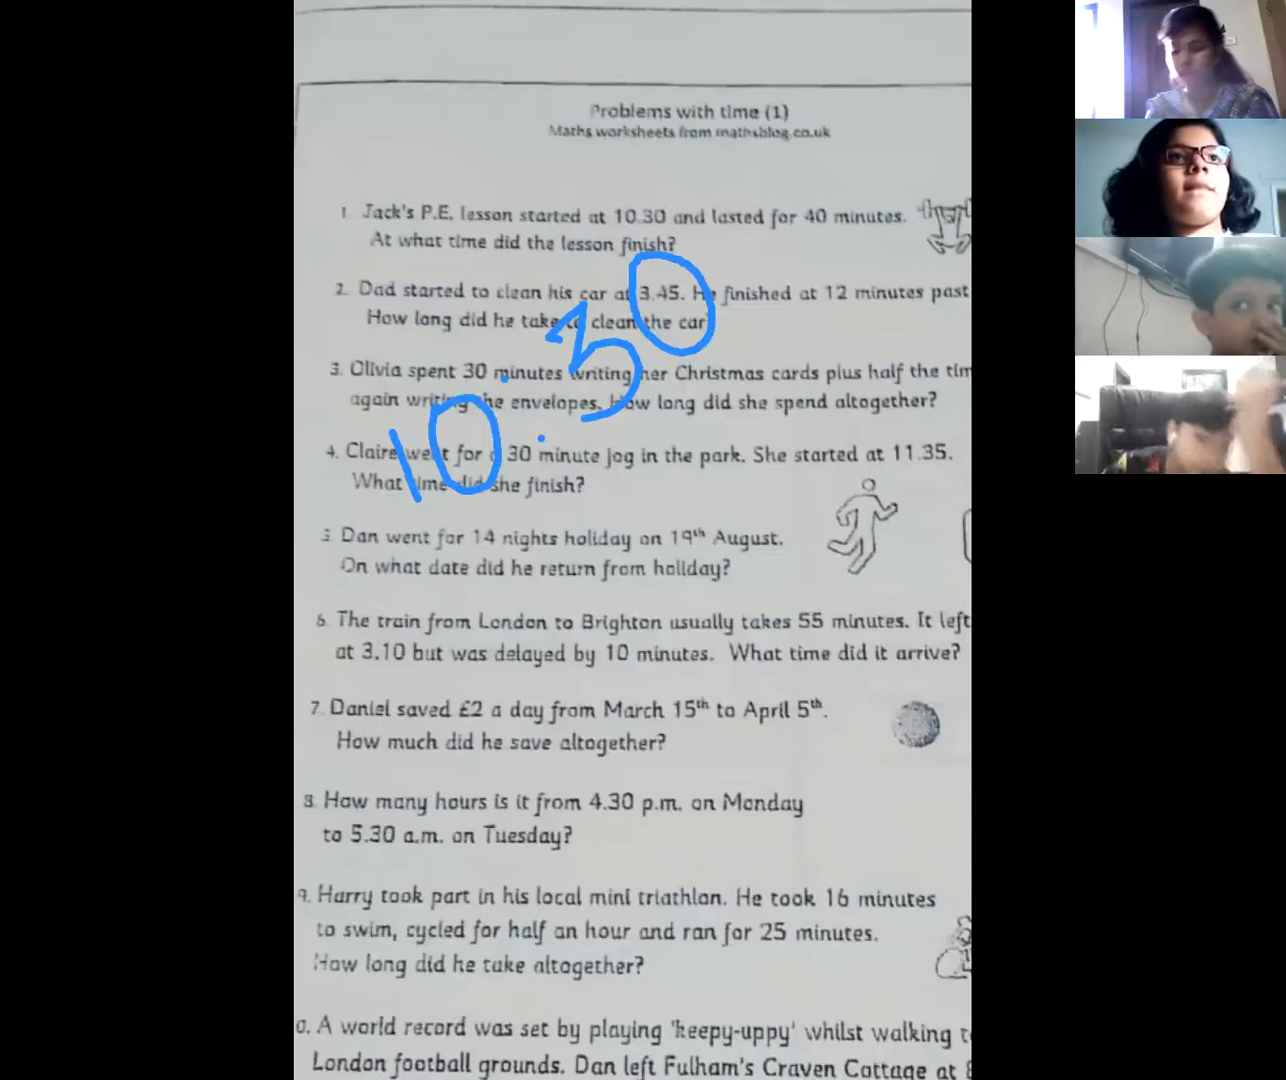 Problems with time (1)
Maths worksheets from mathsblog.co.uk
1. Jack's P.E. lesson started at 10.30 and lasted for 40 minutes.
At what time did the lesson finish?
2. Dad started to clean his car at 3.45. He finished at 12 minutes past
How long did he take to clean the car
3. Olivia spent 30 minutes writing her Christmas cards plus half the tim
again writing the envelopes. How long did she spend altogether?
10.30
4. Claire went for a 30 minute jog in the park. She started at 11.35.
What time did she finish?
5. Dan went for 14 nights holiday on 19th August.
On what date did he return from holiday?
6. The train from London to Brighton usually takes 55 minutes. It left
at 3.10 but was delayed by 10 minutes. What time did it arrive?
7. Daniel saved £2 a day from March 15th to April 5th.
How much did he save altogether?
8. How many hours is it from 4.30 p.m. on Monday
to 5.30 a.m. on Tuesday?
9. Harry took part in his local mini triathlon. He took 16 minutes
to swim, cycled for half an hour and ran for 25 minutes.
How long did he take altogether?
0. A world record was set by playing 'keepy-uppy' whilst walking t
London football grounds. Dan left Fulham's Craven Cottage at